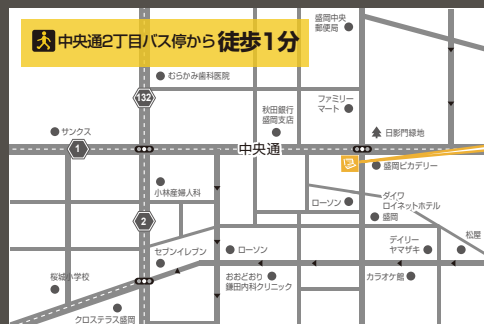 中央通2丁目バス停から徒歩1分
盛岡中央
郵便局
むらかみ歯科医院
132
ファミリー
マート
秋田銀行
盛岡支店
サンクス
日影門緑地
1
中央通
盛岡ピカデリー
小林産婦人科
ローソン
ダイワ
ロイネットホテル
盛岡
2
セブンイレブン
ローソン
デイリー
ヤマザキ
松屋
桜城小学校
おおどおり
鎌田内科クリニック
カラオケ館
クロステラス盛岡